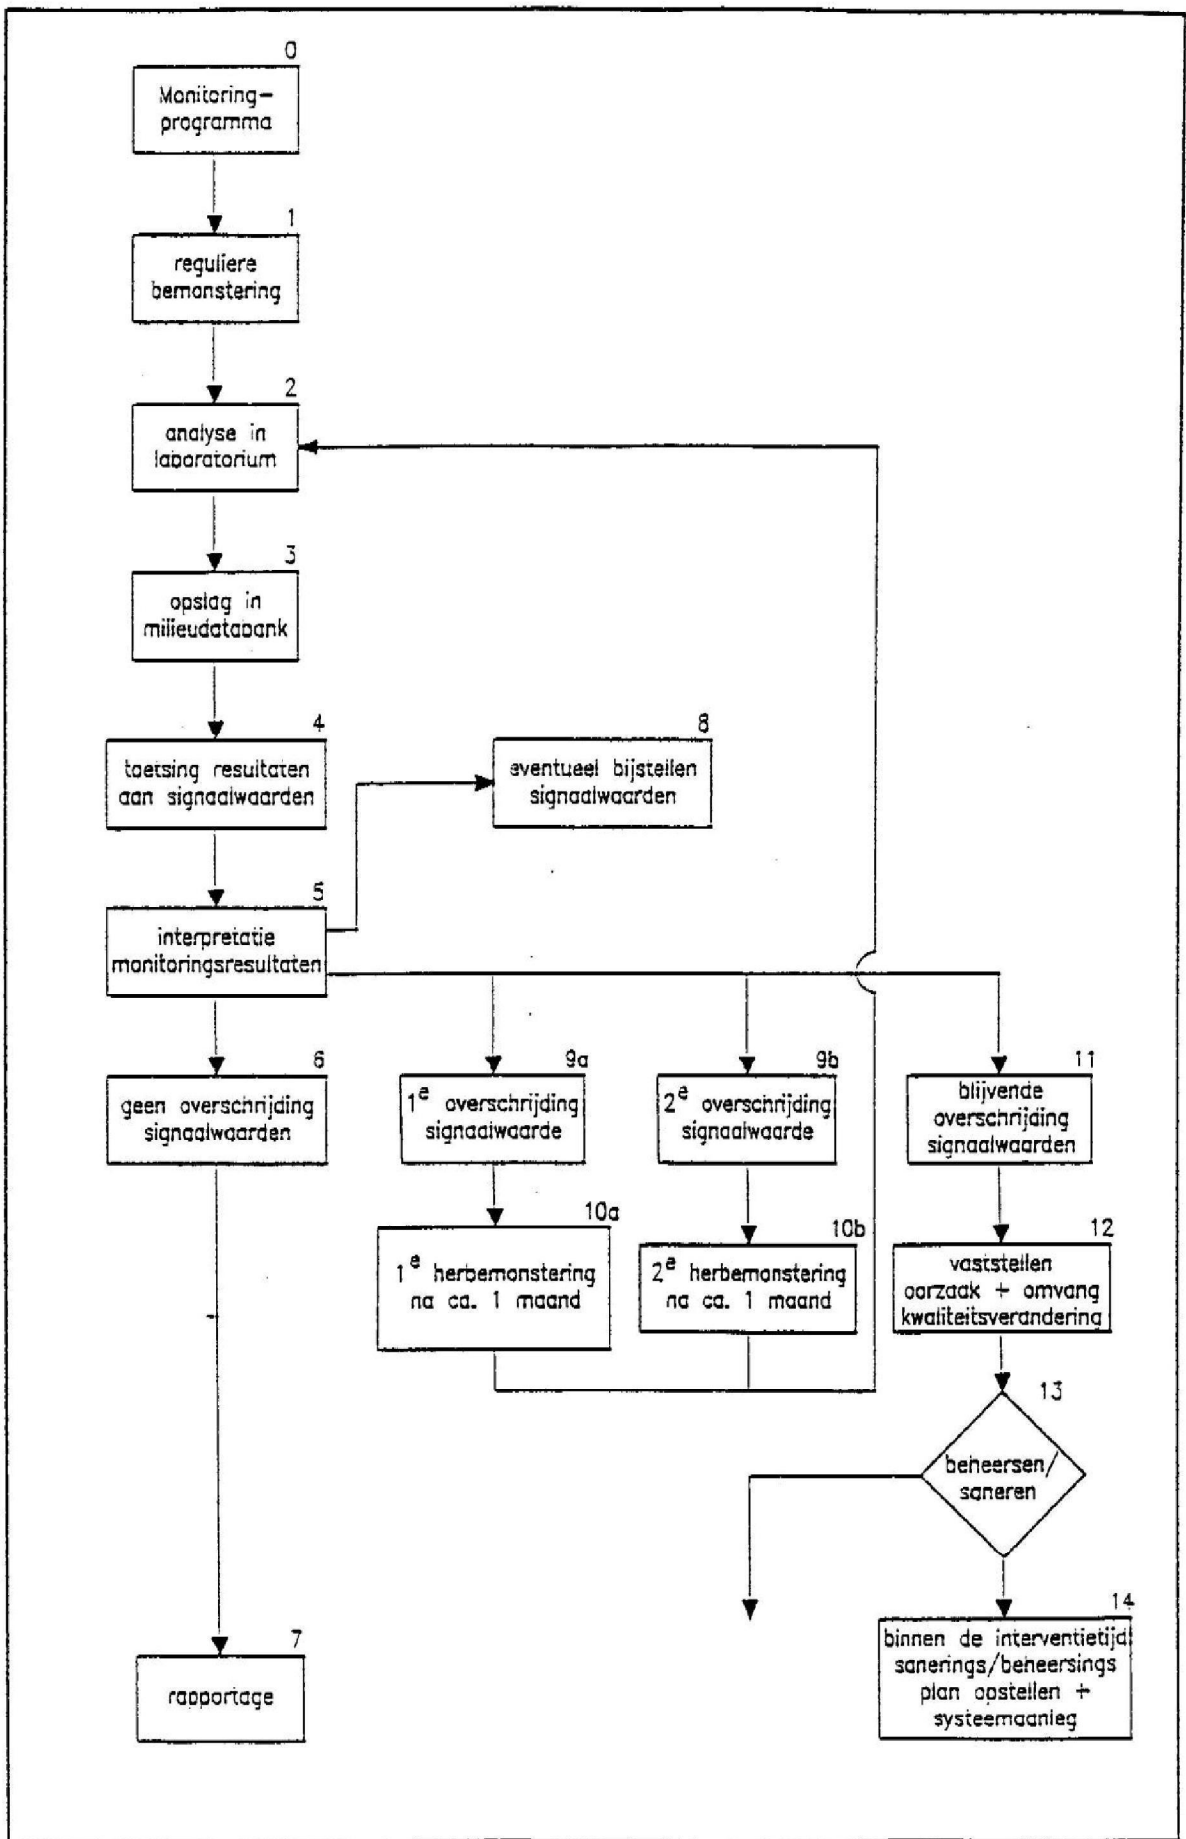 0
Monitoring-
programma
1
reguliere
bemonstering
2
analyse in
laboratorium
3
opslag in
milieudatabank
4
toetsing resultaten
aan signaalwaarden
8
eventueel bijstellen
signaalwaarden
5
interpretatie
monitoringsresultaten
6
geen overschrijding
signaalwaarden
9a
1e overschrijding
signaalwaarde
9b
2e overschrijding
signaalwaarde
11
blijvende
overschrijding
signaalwaarden
10a
1e herbemonstering
na ca. 1 maand
10b
2e herbemonstering
na ca. 1 maand
12
vaststellen
oorzaak + omvang
kwaliteitsverandering
13
beheersen/
saneren
7
rapportage
14
binnen de interventietijd
sanerings/beheersings
plan opstellen +
systeemaanleg